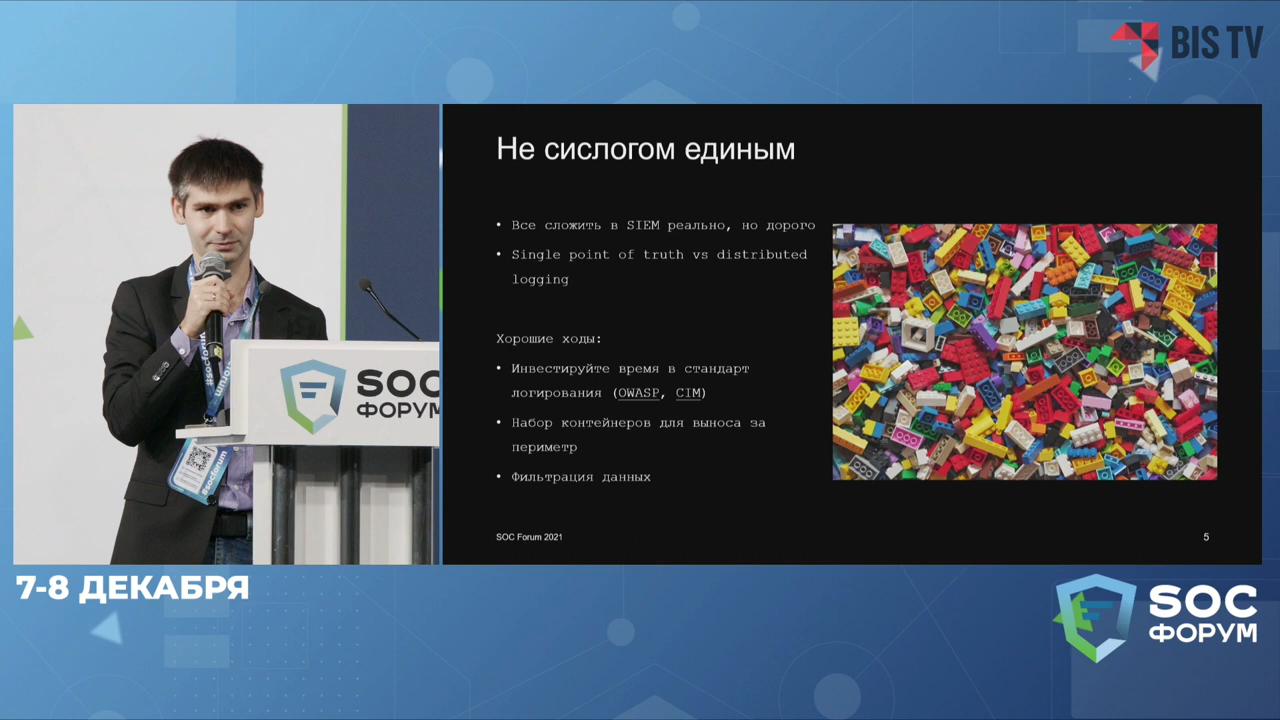 BIS TV
Не сислогом единым
• Все сложить в SIEM реально, но дорого
• Single point of truth vs distributed
logging
Хорошие ходы:
• Инвестируйте время в стандарт
логирования (OWASP, CIM)
• Набор контейнеров для выноса за
периметр
• Фильтрация данных
SOC Forum 2021
5
#socforum
#socforum
SOC
ФОРУМ
7-8 ДЕКАБРЯ
SOC
ФОРУМ